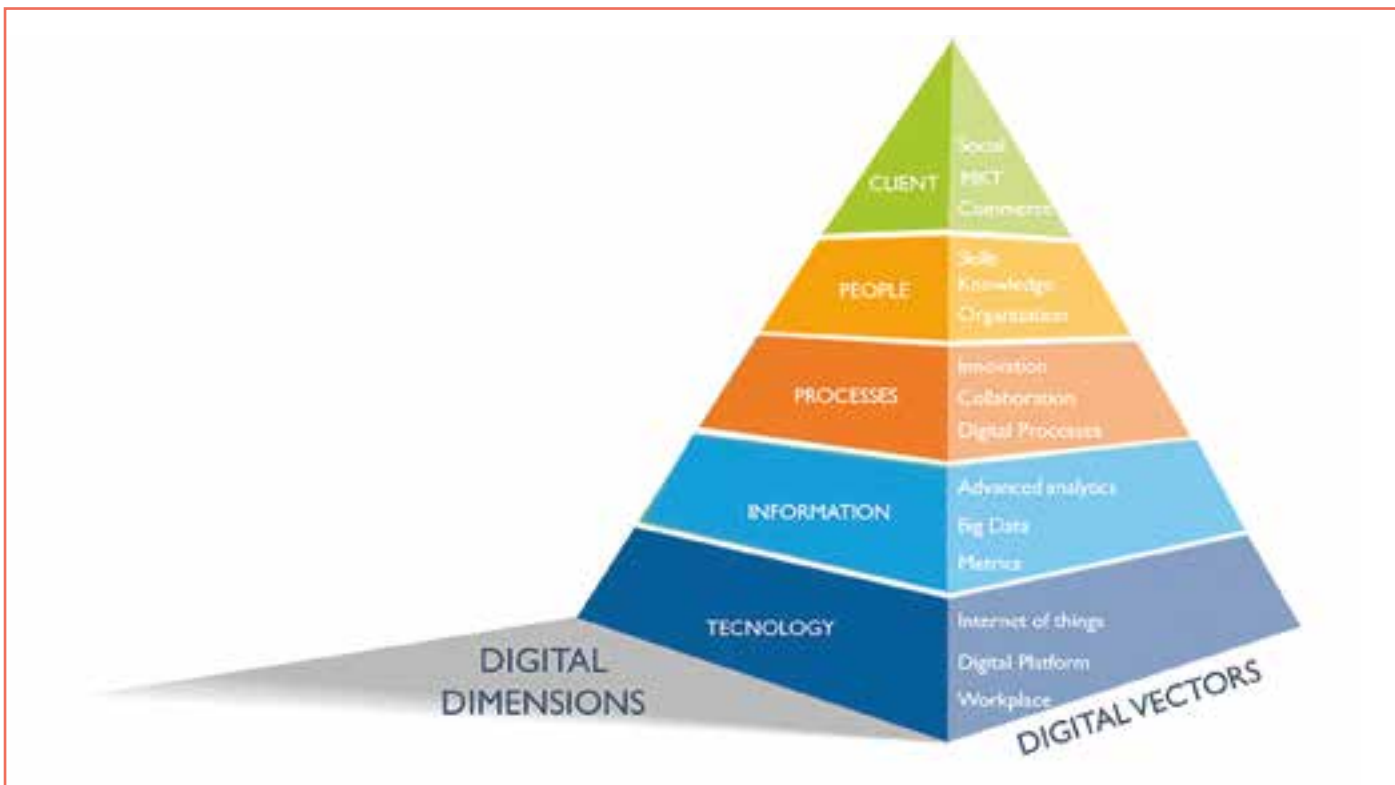 CLIENT
Social
MKT
Commerse
PEOPLE
Skills
Knowledge
Organization
PROCESSES
Innovation
Collaboration
Digital Processes
INFORMATION
Advanced analytics
Big Data
Metrics
TECNOLOGY
Internet of things
Digital Platform
Workplace
DIGITAL
DIMENSIONS
DIGITAL VECTORS